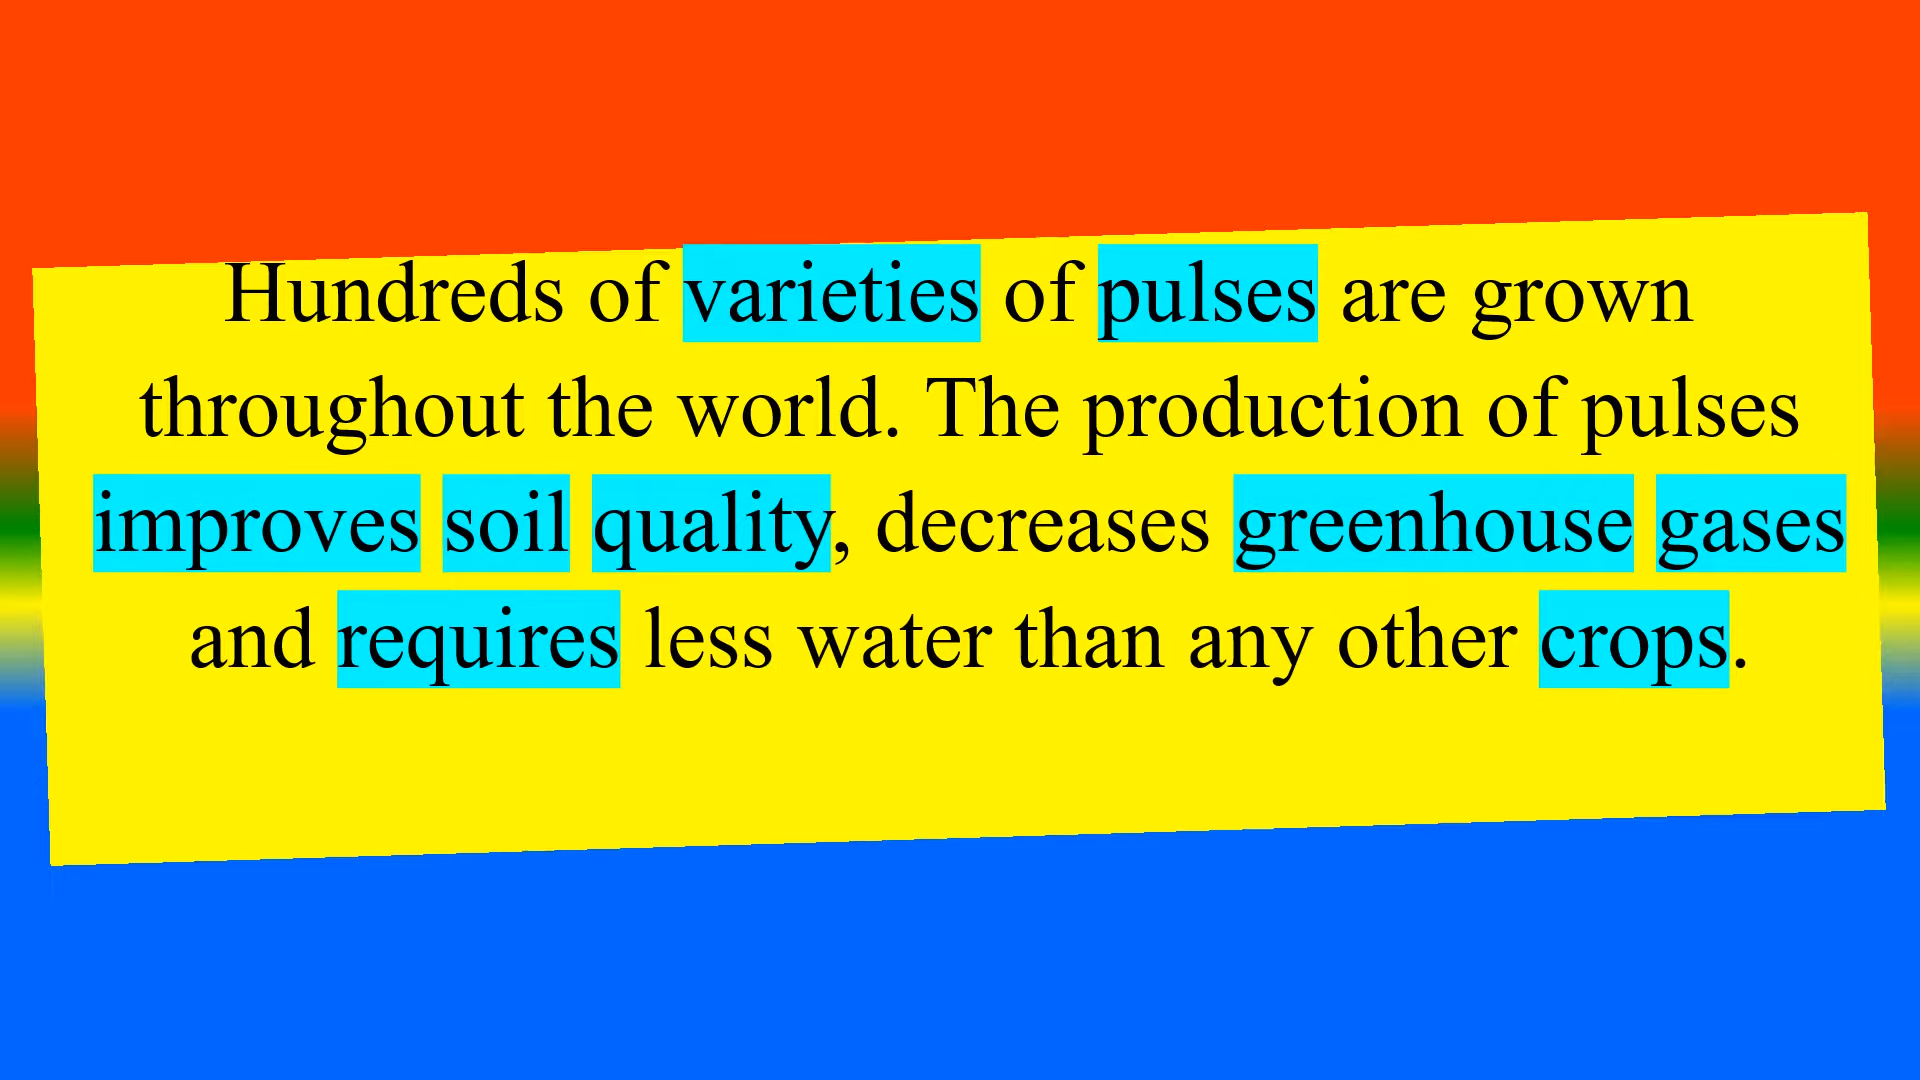 Hundreds of varieties of pulses are grown
throughout the world. The production of pulses
improves soil quality, decreases greenhouse gases
and requires less water than any other crops.